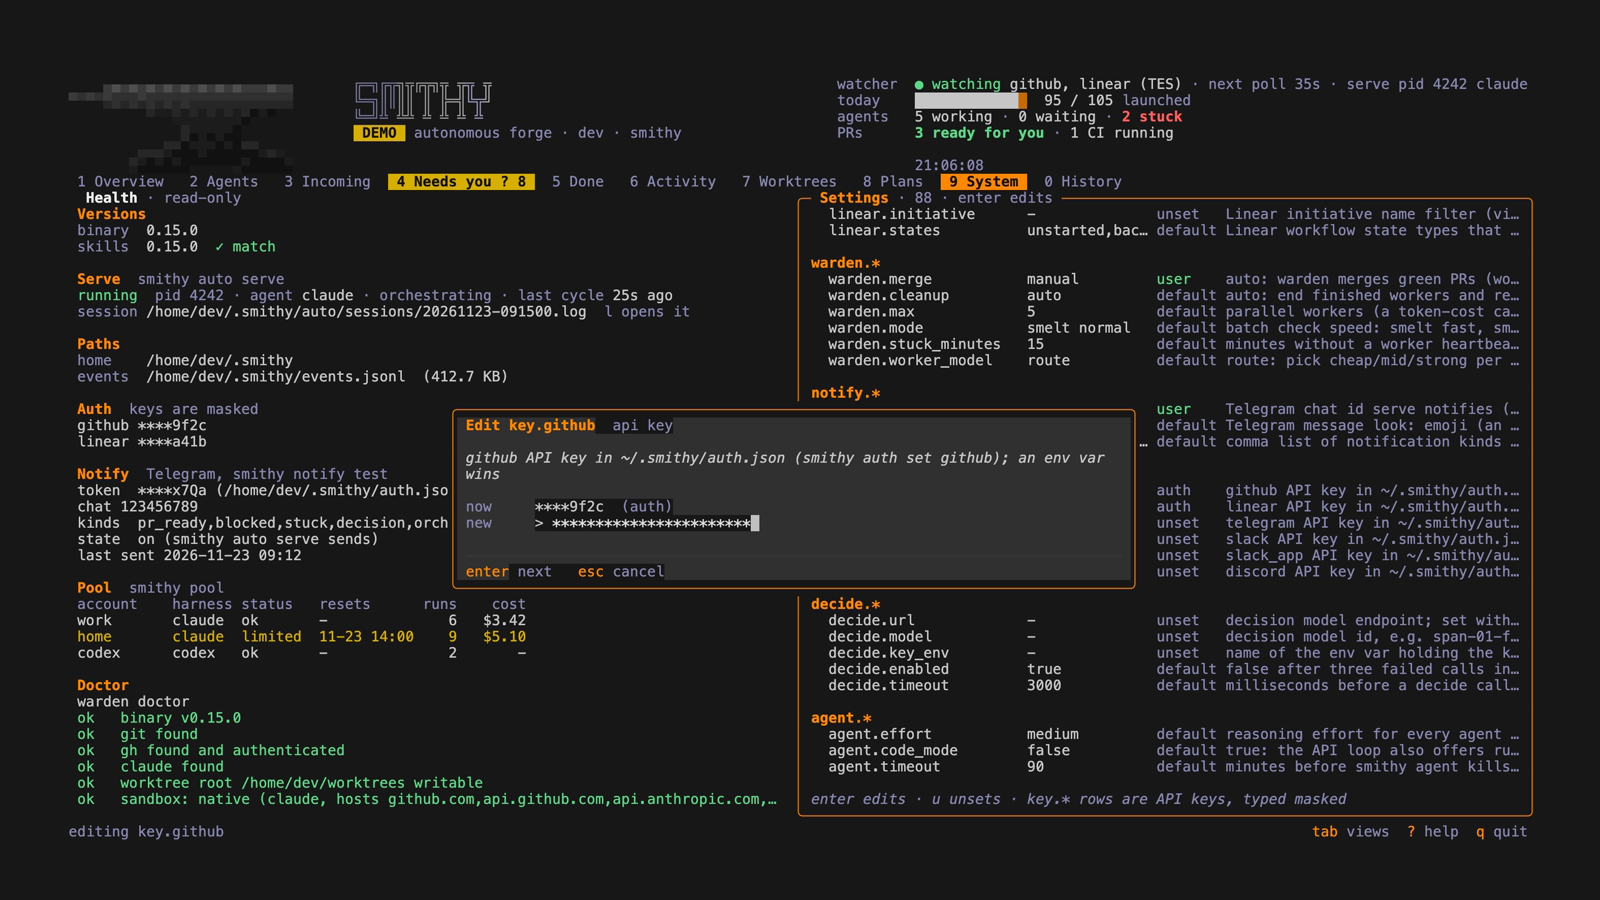 SMITHY
DEMO autonomous forge · dev · smithy
watcher ● watching github, linear (TES) · next poll 35s · serve pid 4242 claude
today 95 / 105 launched
agents 5 working · 0 waiting · 2 stuck
PRs 3 ready for you · 1 CI running
21:06:08
1 Overview 2 Agents 3 Incoming 4 Needs you ? 8 5 Done 6 Activity 7 Worktrees 8 Plans 9 System 0 History
Health · read-only
Versions
binary 0.15.0
skills 0.15.0 ✓ match
Serve smithy auto serve
running pid 4242 · agent claude · orchestrating · last cycle 25s ago
session /home/dev/.smithy/auto/sessions/20261123-091500.log l opens it
Paths
home /home/dev/.smithy
events /home/dev/.smithy/events.jsonl (412.7 KB)
Auth keys are masked
github ****9f2c
linear ****a41b
Notify Telegram, smithy notify test
token ****x7Qa (/home/dev/.smithy/auth.jso
chat 123456789
kinds pr_ready,blocked,stuck,decision,orch
state on (smithy auto serve sends)
last sent 2026-11-23 09:12
Pool smithy pool
account harness status resets runs cost
work claude ok – 6 $3.42
home claude limited 11-23 14:00 9 $5.10
codex codex ok – 2 –
Doctor
warden doctor
ok binary v0.15.0
ok git found
ok gh found and authenticated
ok claude found
ok worktree root /home/dev/worktrees writable
ok sandbox: native (claude, hosts github.com,api.github.com,api.anthropic.com,…
Settings · 88 · enter edits
linear.initiative – unset Linear initiative name filter (vi…
linear.states unstarted,bac… default Linear workflow state types that …
warden.*
warden.merge manual user auto: warden merges green PRs (wo…
warden.cleanup auto default auto: end finished workers and re…
warden.max 5 default parallel workers (a token-cost ca…
warden.mode smelt normal default batch check speed: smelt fast, sm…
warden.stuck_minutes 15 default minutes without a worker heartbea…
warden.worker_model route default route: pick cheap/mid/strong per …
notify.*
user Telegram chat id serve notifies (…
default Telegram message look: emoji (an …
… default comma list of notification kinds …
auth github API key in ~/.smithy/auth.…
auth linear API key in ~/.smithy/auth.…
unset telegram API key in ~/.smithy/aut…
unset slack API key in ~/.smithy/auth.j…
unset slack_app API key in ~/.smithy/au…
unset discord API key in ~/.smithy/auth…
Edit key.github api key
github API key in ~/.smithy/auth.json (smithy auth set github); an env var
wins
now ****9f2c (auth)
new > ***********************
enter next esc cancel
decide.*
decide.url – unset decision model endpoint; set with…
decide.model – unset decision model id, e.g. span-01-f…
decide.key_env – unset name of the env var holding the k…
decide.enabled true default false after three failed calls in…
decide.timeout 3000 default milliseconds before a decide call…
agent.*
agent.effort medium default reasoning effort for every agent …
agent.code_mode false default true: the API loop also offers ru…
agent.timeout 90 default minutes before smithy agent kills…
enter edits · u unsets · key.* rows are API keys, typed masked
editing key.github
tab views ? help q quit